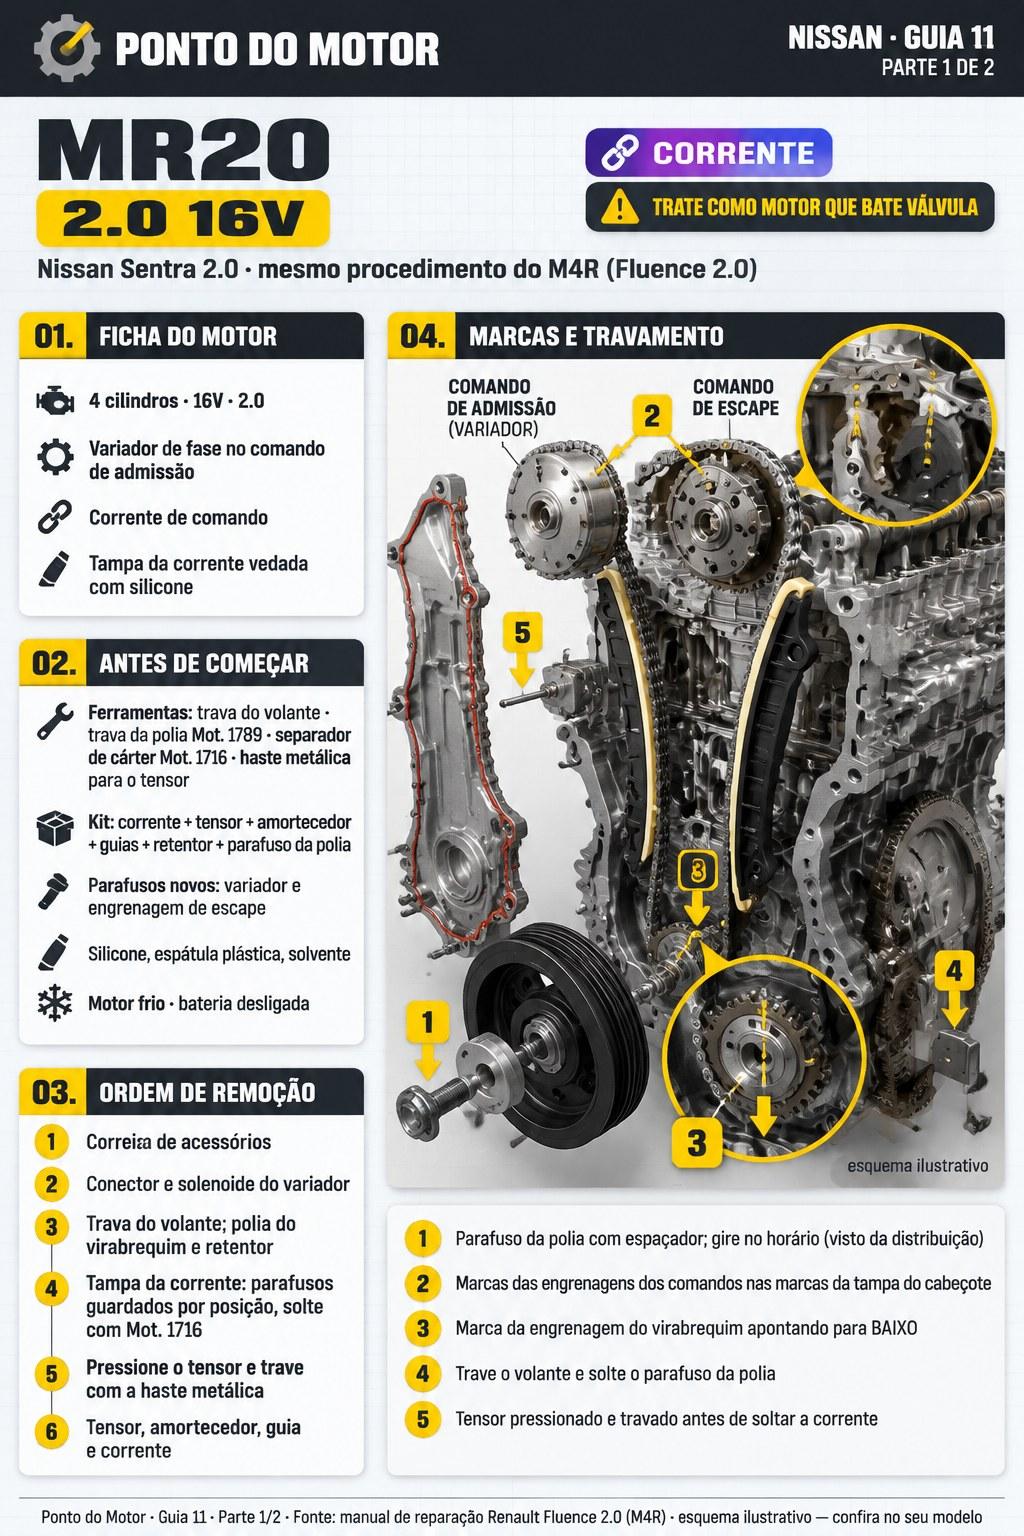 PONTO DO MOTOR
NISSAN · GUIA 11
PARTE 1 DE 2
MR20
2.0 16V
CORRENTE
TRATE COMO MOTOR QUE BATE VÃLVULA
Nissan Sentra 2.0 · mesmo procedimento do M4R (Fluence 2.0)
01. FICHA DO MOTOR
4 cilindros · 16V · 2.0
Variador de fase no comando
de admissão
Corrente de comando
Tampa da corrente vedada
com silicone
02. ANTES DE COMEÇAR
Ferramentas: trava do volante ·
trava da polia Mot. 1789 · separador
de cárter Mot. 1716 · haste metálica
para o tensor
Kit: corrente + tensor + amortecedor
+ guias + retentor + parafuso da polia
Parafusos novos: variador e
engrenagem de escape
Silicone, espátula plástica, solvente
Motor frio · bateria desligada
03. ORDEM DE REMOÇÃO
1 Correia de acessórios
2 Conector e solenoide do variador
3 Trava do volante; polia do
virabrequim e retentor
4 Tampa da corrente: parafusos
guardados por posição, solte
com Mot. 1716
5 Pressione o tensor e trave
com a haste metálica
6 Tensor, amortecedor, guia
e corrente
04. MARCAS E TRAVAMENTO
COMANDO
DE ADMISSÃO
(VARIADOR)
2
COMANDO
DE ESCAPE
5
3
4
1
3
esquema ilustrativo
1 Parafuso da polia com espaçador; gire no horário (visto da distribuição)
2 Marcas das engrenagens dos comandos nas marcas da tampa do cabeçote
3 Marca da engrenagem do virabrequim apontando para BAIXO
4 Trave o volante e solte o parafuso da polia
5 Tensor pressionado e travado antes de soltar a corrente
Ponto do Motor · Guia 11 · Parte 1/2 · Fonte: manual de reparação Renault Fluence 2.0 (M4R) · esquema ilustrativo — confira no seu modelo